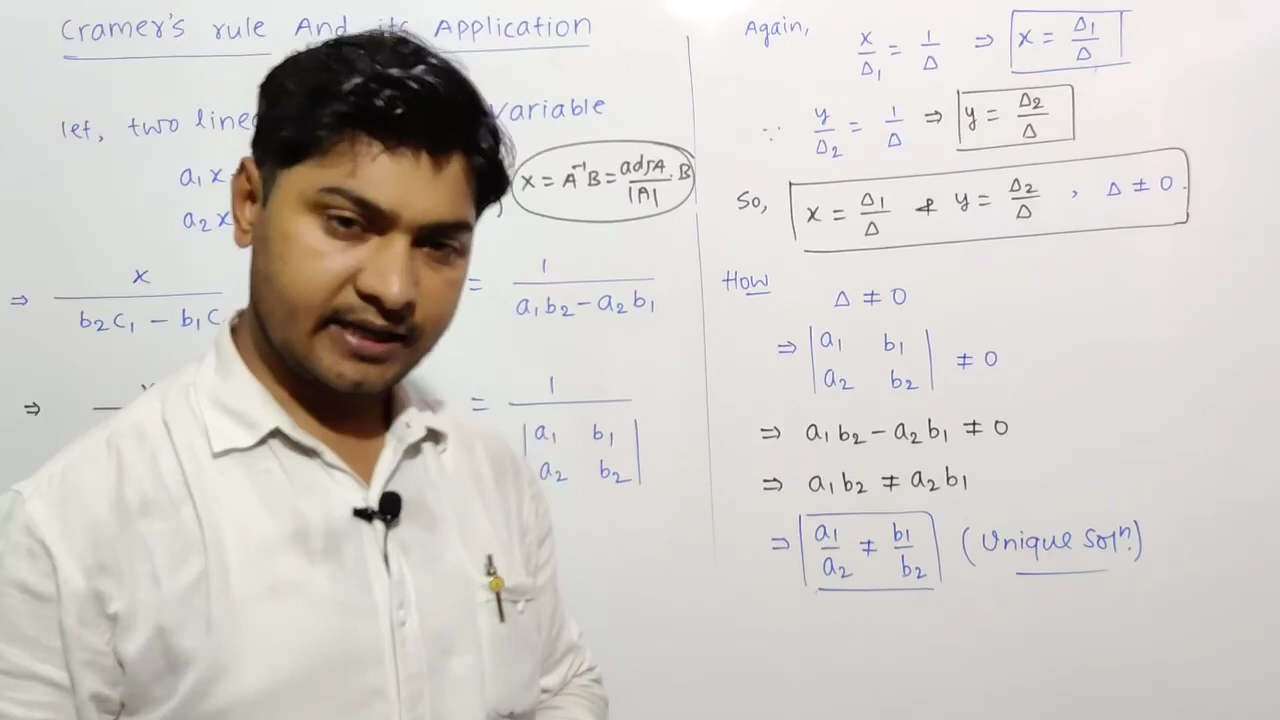 Cramer's rule And its Application
let, two line variable
a₁x
a₂x
X = A⁻¹B = adjA/|A| . B
⇒ x/(b₂c₁ - b₁c = 1/(a₁b₂ - a₂b₁)
⇒ = 1/|a₁ b₁|
|a₂ b₂|
Again,
x/Δ₁ = 1/Δ ⇒ x = Δ₁/Δ
∵ y/Δ₂ = 1/Δ ⇒ y = Δ₂/Δ
So, x = Δ₁/Δ & y = Δ₂/Δ , Δ ≠ 0.
How
Δ ≠ 0
⇒ |a₁ b₁|
|a₂ b₂| ≠ 0
⇒ a₁b₂ - a₂b₁ ≠ 0
⇒ a₁b₂ ≠ a₂b₁
⇒ a₁/a₂ ≠ b₁/b₂ (Unique Solⁿ.)